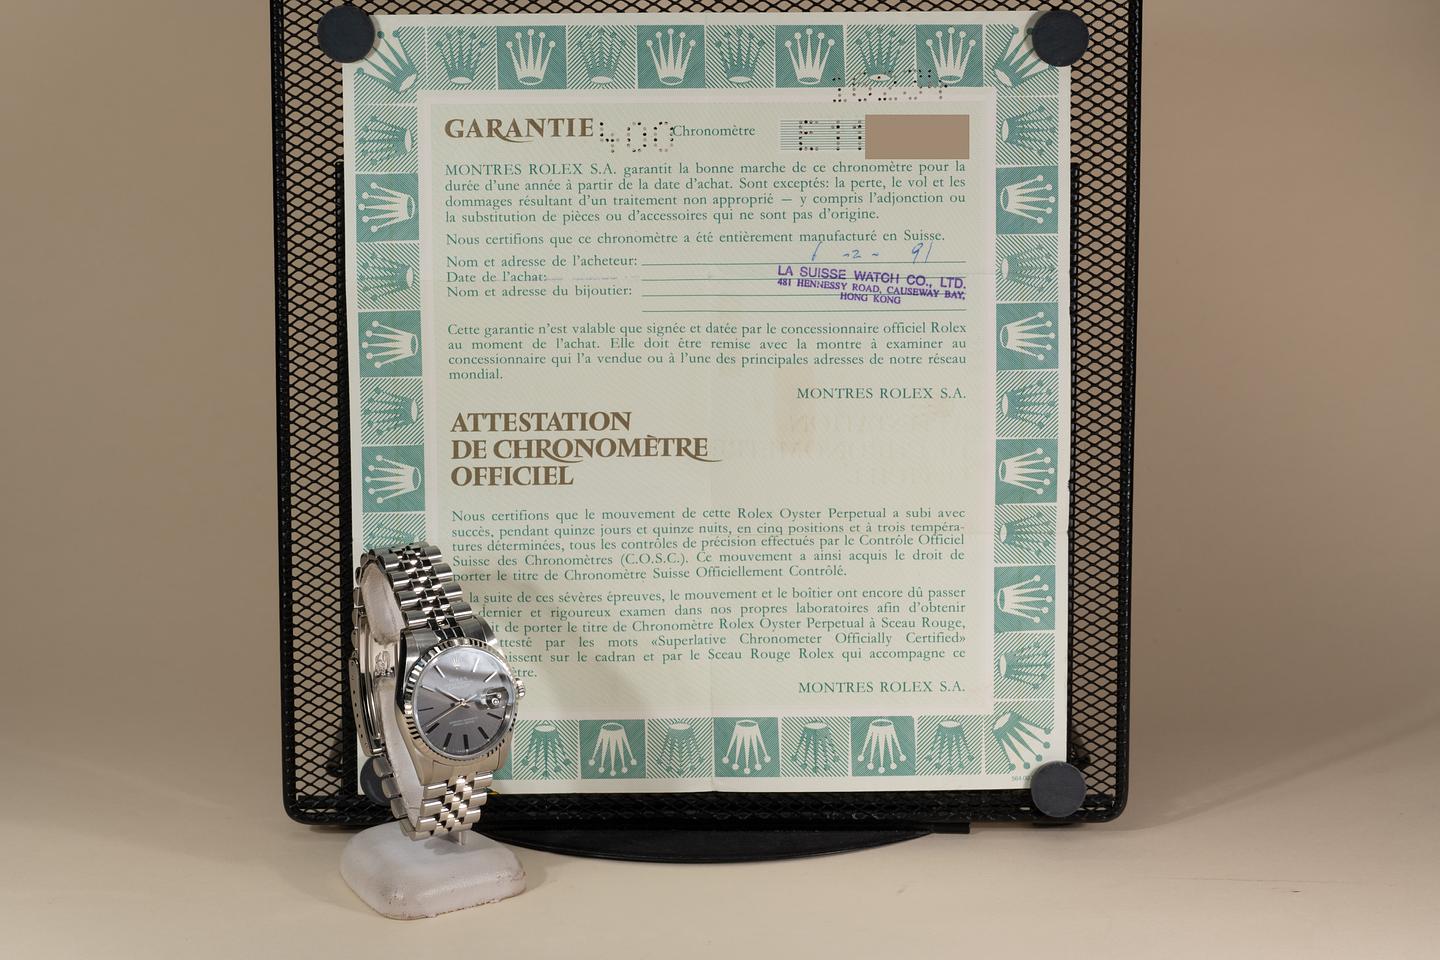 16234
GARANTIE 400 Chronomètre E11
MONTRES ROLEX S.A. garantit la bonne marche de ce chronomètre pour la
durée d'une année à partir de la date d'achat. Sont exceptés: la perte, le vol et les
dommages résultant d'un traitement non approprié — y compris l'adjonction ou
la substitution de pièces ou d'accessoires qui ne sont pas d'origine.
Nous certifions que ce chronomètre a été entièrement manufacturé en Suisse.
Nom et adresse de l'acheteur:
Date de l'achat:
Nom et adresse du bijoutier:
6 -2- 91
LA SUISSE WATCH CO., LTD.
481 HENNESSY ROAD, CAUSEWAY BAY,
HONG KONG
Cette garantie n'est valable que signée et datée par le concessionnaire officiel Rolex
au moment de l'achat. Elle doit être remise avec la montre à examiner au
concessionnaire qui l'a vendue ou à l'une des principales adresses de notre réseau
mondial.
MONTRES ROLEX S.A.
ATTESTATION
DE CHRONOMÈTRE
OFFICIEL
Nous certifions que le mouvement de cette Rolex Oyster Perpetual a subi avec
succès, pendant quinze jours et quinze nuits, en cinq positions et à trois tempéra-
tures déterminées, tous les contrôles de précision effectués par le Contrôle Officiel
Suisse des Chronomètres (C.O.S.C.). Ce mouvement a ainsi acquis le droit de
porter le titre de Chronomètre Suisse Officiellement Contrôlé.
la suite de ces sévères épreuves, le mouvement et le boîtier ont encore dû passer
dernier et rigoureux examen dans nos propres laboratoires afin d'obtenir
it de porter le titre de Chronomètre Rolex Oyster Perpetual à Sceau Rouge,
ttesté par les mots «Superlative Chronometer Officially Certified»
issent sur le cadran et par le Sceau Rouge Rolex qui accompagne ce
ètre.
MONTRES ROLEX S.A.